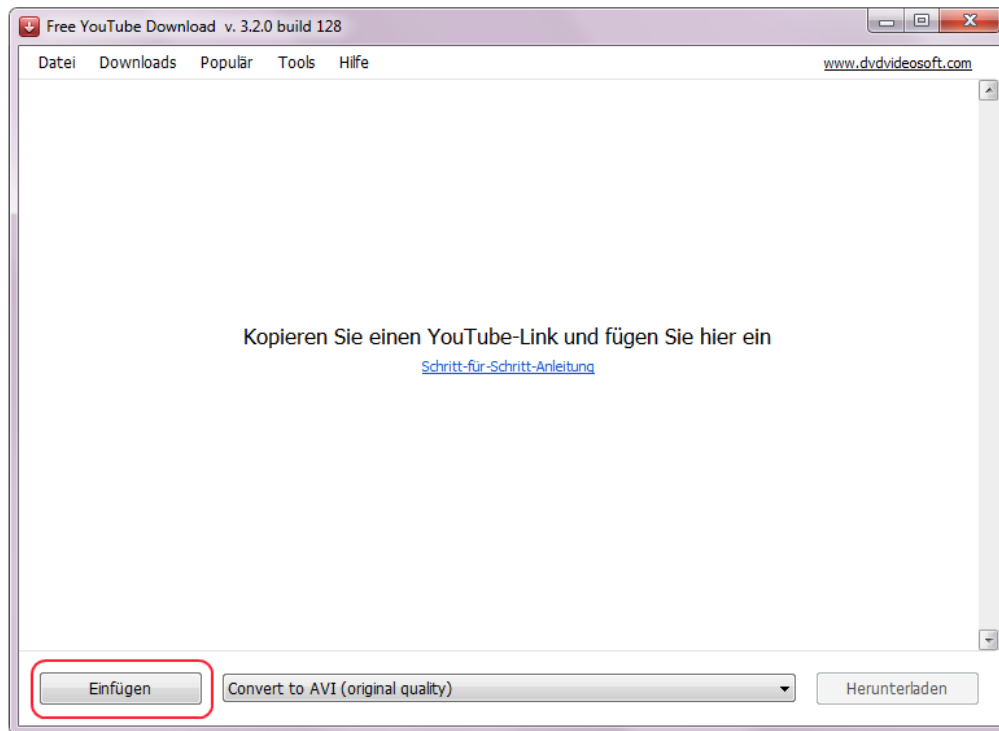 Free YouTube Download v. 3.2.0 build 128
Datei Downloads Populär Tools Hilfe www.dvdvideosoft.com
Kopieren Sie einen YouTube-Link und fügen Sie hier ein
Schritt-für-Schritt-Anleitung
Einfügen Convert to AVI (original quality) Herunterladen